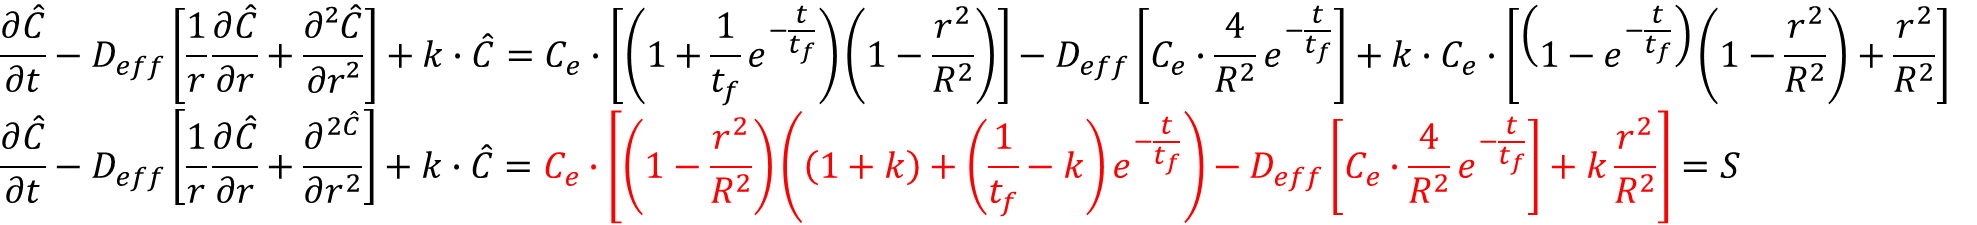 ∂Ĉ/∂t − D_eff [1/r ∂Ĉ/∂r + ∂²Ĉ/∂r²] + k · Ĉ = C_e · [(1 + 1/t_f e^(−t/t_f)) (1 − r²/R²)] − D_eff [C_e · 4/R² e^(−t/t_f)] + k · C_e · [(1 − e^(−t/t_f)) (1 − r²/R²) + r²/R²]
∂Ĉ/∂t − D_eff [1/r ∂Ĉ/∂r + ∂^(2Ĉ)/∂r²] + k · Ĉ = C_e · [(1 − r²/R²) ((1 + k) + (1/t_f − k) e^(−t/t_f)) − D_eff [C_e · 4/R² e^(−t/t_f)] + k r²/R²] = S